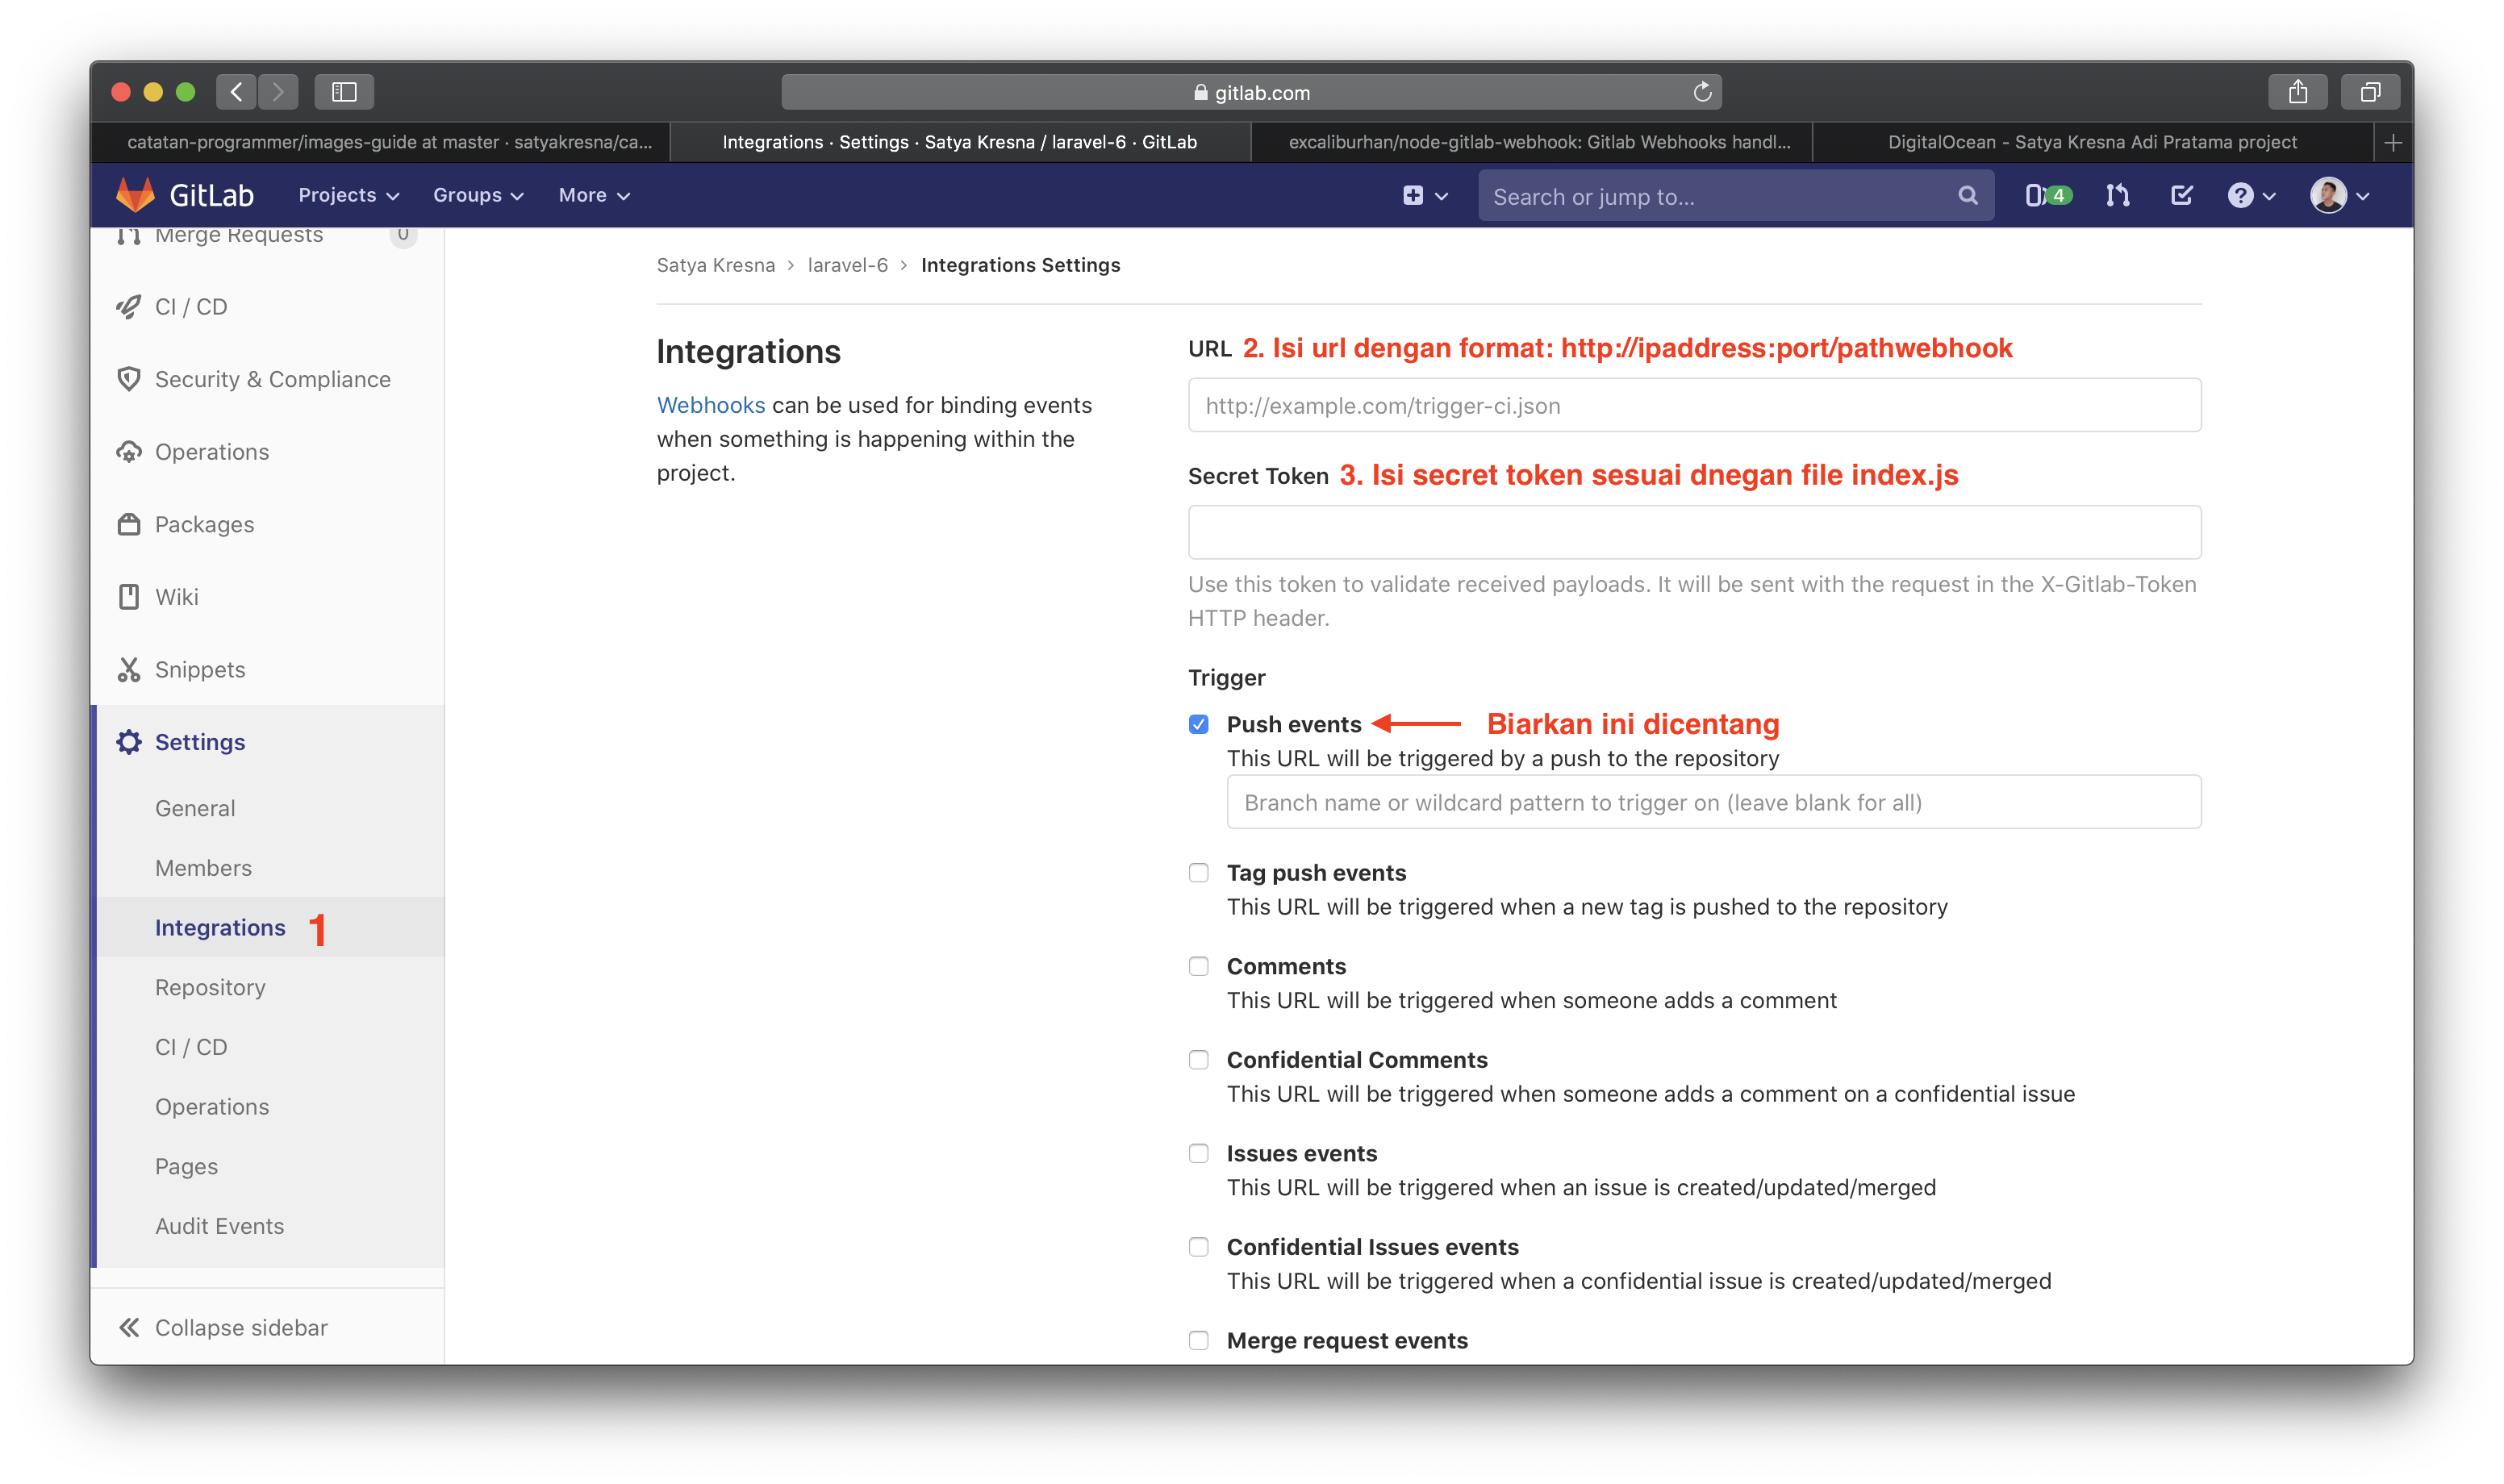 gitlab.com
catatan-programmer/images-guide at master · satyakresna/ca...
Integrations · Settings · Satya Kresna / laravel-6 · GitLab
excaliburhan/node-gitlab-webhook: Gitlab Webhooks handl...
DigitalOcean - Satya Kresna Adi Pratama project
GitLab
Projects
Groups
More
Search or jump to...
4
Merge Requests
0
CI / CD
Security & Compliance
Operations
Packages
Wiki
Snippets
Settings
General
Members
Integrations 1
Repository
CI / CD
Operations
Pages
Audit Events
Collapse sidebar
Satya Kresna > laravel-6 > Integrations Settings
Integrations
Webhooks can be used for binding events
when something is happening within the
project.
URL 2. Isi url dengan format: http://ipaddress:port/pathwebhook
http://example.com/trigger-ci.json
Secret Token 3. Isi secret token sesuai dnegan file index.js
Use this token to validate received payloads. It will be sent with the request in the X-Gitlab-Token
HTTP header.
Trigger
Push events Biarkan ini dicentang
This URL will be triggered by a push to the repository
Branch name or wildcard pattern to trigger on (leave blank for all)
Tag push events
This URL will be triggered when a new tag is pushed to the repository
Comments
This URL will be triggered when someone adds a comment
Confidential Comments
This URL will be triggered when someone adds a comment on a confidential issue
Issues events
This URL will be triggered when an issue is created/updated/merged
Confidential Issues events
This URL will be triggered when a confidential issue is created/updated/merged
Merge request events